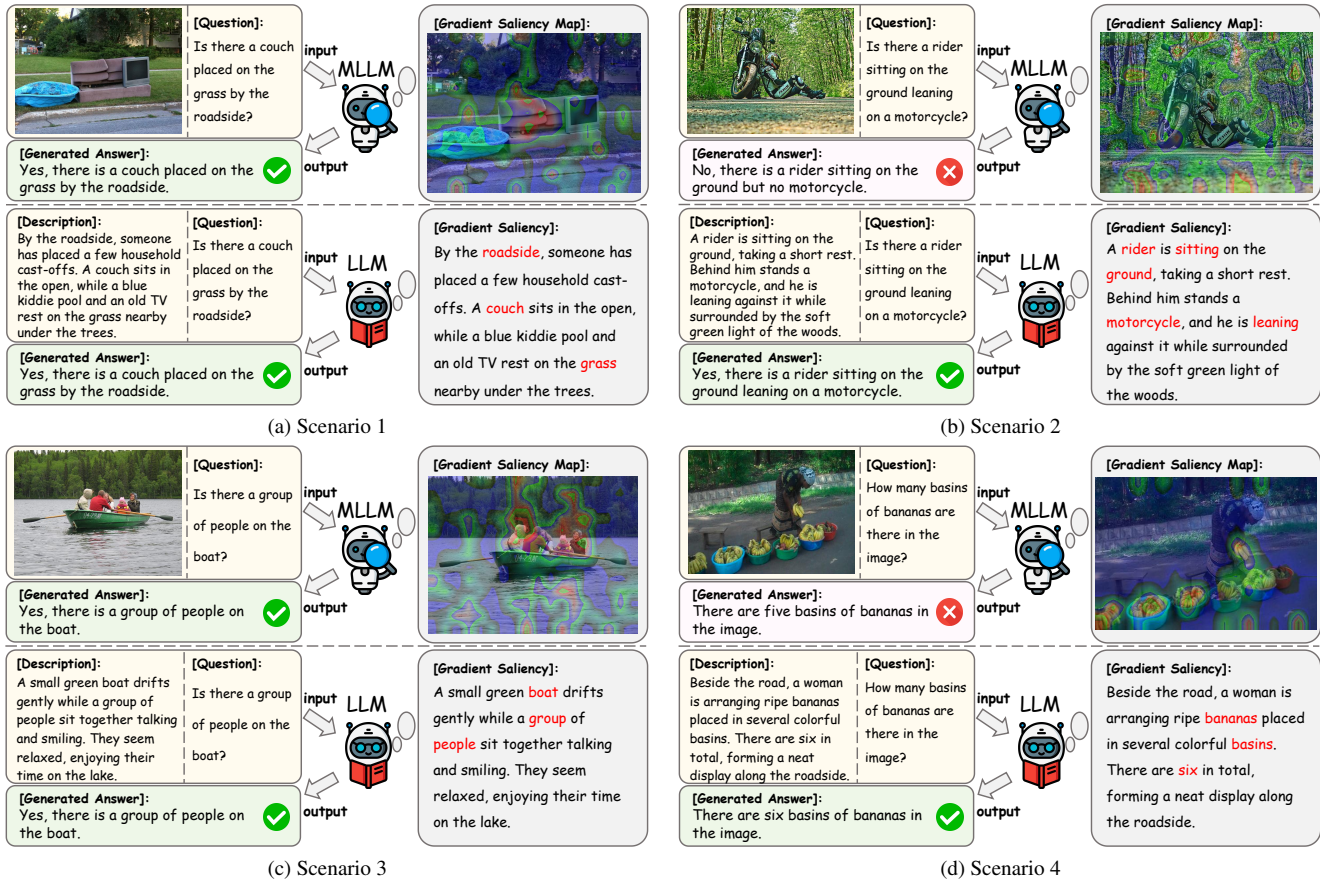 [Question]:
Is there a couch
placed on the
grass by the
roadside?
input
MLLM
output
[Generated Answer]:
Yes, there is a couch placed on the
grass by the roadside.
[Gradient Saliency Map]:
[Description]:
By the roadside, someone
has placed a few household
cast-offs. A couch sits in
the open, while a blue
kiddie pool and an old TV
rest on the grass nearby
under the trees.
[Question]:
Is there a couch
placed on the
grass by the
roadside?
input
LLM
output
[Generated Answer]:
Yes, there is a couch placed on the
grass by the roadside.
[Gradient Saliency]:
By the roadside, someone has
placed a few household cast-
offs. A couch sits in the open,
while a blue kiddie pool and
an old TV rest on the grass
nearby under the trees.
(a) Scenario 1
[Question]:
Is there a rider
sitting on the
ground leaning
on a motorcycle?
input
MLLM
output
[Generated Answer]:
No, there is a rider sitting on the
ground but no motorcycle.
[Gradient Saliency Map]:
[Description]:
A rider is sitting on the
ground, taking a short rest.
Behind him stands a
motorcycle, and he is
leaning against it while
surrounded by the soft
green light of the woods.
[Question]:
Is there a rider
sitting on the
ground leaning
on a motorcycle?
input
LLM
output
[Generated Answer]:
Yes, there is a rider sitting on the
ground leaning on a motorcycle.
[Gradient Saliency]:
A rider is sitting on the
ground, taking a short rest.
Behind him stands a
motorcycle, and he is leaning
against it while surrounded
by the soft green light of
the woods.
(b) Scenario 2
[Question]:
Is there a group
of people on the
boat?
input
MLLM
output
[Generated Answer]:
Yes, there is a group of people on
the boat.
[Gradient Saliency Map]:
[Description]:
A small green boat drifts
gently while a group of
people sit together talking
and smiling. They seem
relaxed, enjoying their
time on the lake.
[Question]:
Is there a group
of people on the
boat?
input
LLM
output
[Generated Answer]:
Yes, there is a group of people on
the boat.
[Gradient Saliency]:
A small green boat drifts
gently while a group of
people sit together talking
and smiling. They seem
relaxed, enjoying their time
on the lake.
(c) Scenario 3
[Question]:
How many basins
of bananas are
there in the
image?
input
MLLM
output
[Generated Answer]:
There are five basins of bananas in
the image.
[Gradient Saliency Map]:
[Description]:
Beside the road, a woman
is arranging ripe bananas
placed in several colorful
basins. There are six in
total, forming a neat
display along the roadside.
[Question]:
How many basins
of bananas are
there in the
image?
input
LLM
output
[Generated Answer]:
There are six basins of bananas in
the image.
[Gradient Saliency]:
Beside the road, a woman is
arranging ripe bananas placed
in several colorful basins.
There are six in total,
forming a neat display along
the roadside.
(d) Scenario 4